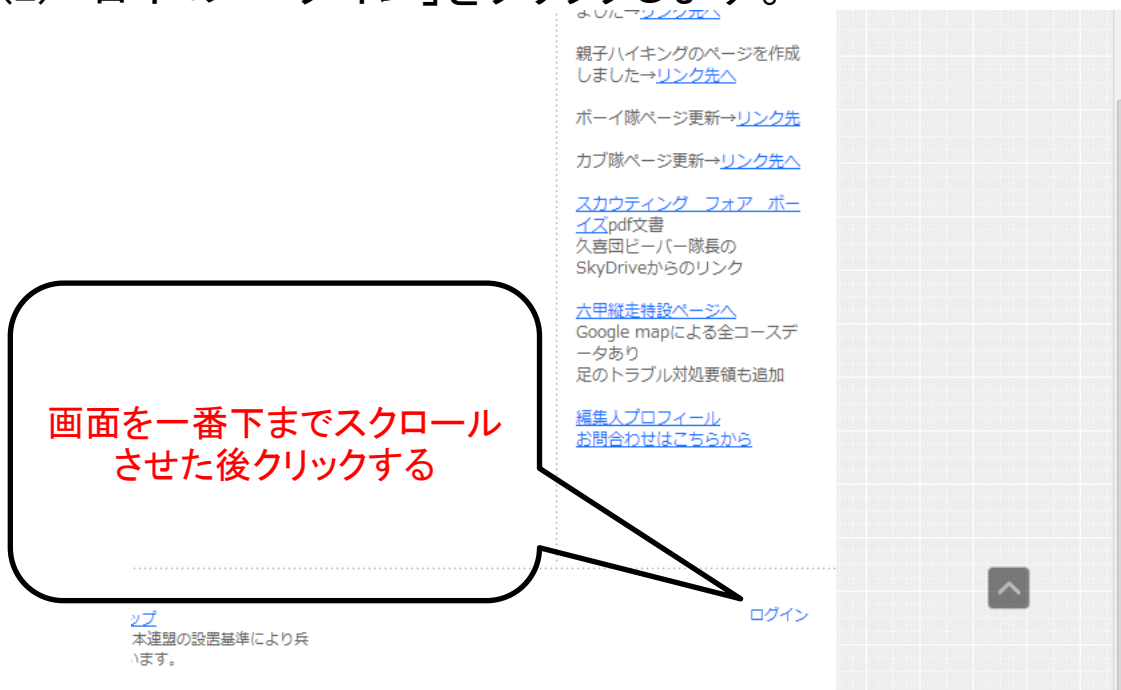 ました→リンク先へ
親子ハイキングのページを作成
しました→リンク先へ
ボーイ隊ページ更新→リンク先
カブ隊ページ更新→リンク先へ
スカウティング　フォア　ボー
イズpdf文書
久喜団ビーバー隊長の
SkyDriveからのリンク
六甲縦走特設ページへ
Google mapによる全コースデ
ータあり
足のトラブル対処要領も追加
編集人プロフィール
お問合わせはこちらから
画面を一番下までスクロール
させた後クリックする
ログイン
ップ
本連盟の設置基準により兵
います。